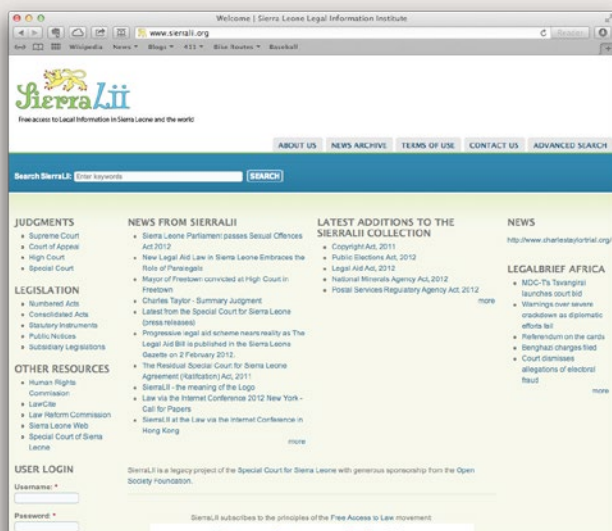 Welcome | Sierra Leone Legal Information Institute
www.sierralii.org
Reader
Wikipedia News Blogs 411 Bike Routes Baseball
SierraLii
Free access to Legal Information in Sierra Leone and the world
ABOUT US NEWS ARCHIVE TERMS OF USE CONTACT US ADVANCED SEARCH
Search SierraLii: Enter keywords SEARCH
JUDGMENTS
Supreme Court
Court of Appeal
High Court
Special Court
LEGISLATION
Numbered Acts
Consolidated Acts
Statutory Instruments
Public Notices
Subsidiary Legislations
OTHER RESOURCES
Human Rights
Commission
LawCite
Law Reform Commission
Sierra Leone Web
Special Court of Sierra
Leone
USER LOGIN
Username: *
Password: *
NEWS FROM SIERRALII
Sierra Leone Parliament passes Sexual Offences
Act 2012
New Legal Aid Law in Sierra Leone Embraces the
Role of Paralegals
Mayor of Freetown convicted at High Court in
Freetown
Charles Taylor - Summary Judgment
Latest from the Special Court for Sierra Leone
(press releases)
Progressive legal aid scheme nears reality as The
Legal Aid Bill is published in the Sierra Leone
Gazette on 2 February 2012.
The Residual Special Court for Sierra Leone
Agreement (Ratification) Act, 2011
SierraLii - the meaning of the Logo
Law via the Internet Conference 2012 New York -
Call for Papers
SierraLii at the Law via the Internet Conference in
Hong Kong
more
LATEST ADDITIONS TO THE
SIERRALII COLLECTION
Copyright Act, 2011
Public Elections Act, 2012
Legal Aid Act, 2012
National Minerals Agency Act, 2012
Postal Services Regulatory Agency Act, 2012
more
NEWS
http://www.charlestaylortrial.org/
LEGALBRIEF AFRICA
MDC-T's Tsvangirai
launches court bid
Warnings over severe
crackdown as diplomatic
efforts fail
Referendum on the cards
Benghazi charges filed
Court dismisses
allegations of electoral
fraud
more
SierraLii is a legacy project of the Special Court for Sierra Leone with generous sponsorship from the Open
Society Foundation.
SierraLii subscribes to the principles of the Free Access to Law movement